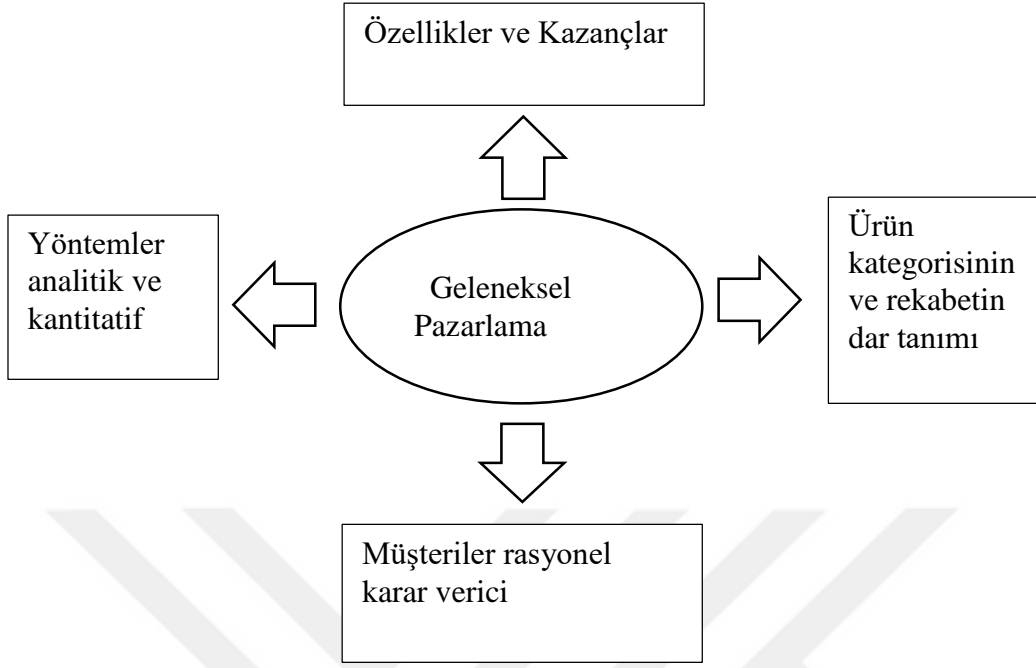 Özellikler ve Kazançlar
Yöntemler
analitik ve
kantitatif
Geleneksel
Pazarlama
Ürün
kategorisinin
ve rekabetin
dar tanımı
Müşteriler rasyonel
karar verici